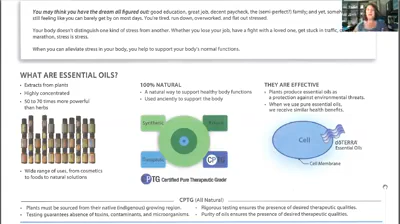 You may think you have the dream all figured out: good education, great job, decent paycheck, the (semi-perfect?) family; and yet, somehow
still feeling like you can barely get by on most days. You're tired, run down, overworked, and flat out stressed.
Your body doesn't distinguish one kind of stress from another. Whether you lose your job, have a fight with a loved one, get stuck in traffic,
marathon, stress is stress.
When you can alleviate stress in your body, you help to support your body's normal functions.
WHAT ARE ESSENTIAL OILS?
• Extracts from plants
• Highly concentrated
• 50 to 70 times more powerful
than herbs
• Wide range of uses, from cosmetics
to foods to natural solutions
100% NATURAL
• A natural way to support healthy body functions
• Used anciently to support the body
Synthetic
Therapeutic
CPTG
CPTG Certified Pure Therapeutic Grade
THEY ARE EFFECTIVE
• Plants produce essential oils as
a protection against environmental threats.
• When we use pure essential oils,
we receive similar health benefits.
Cell
dōTERRA
Essential Oils
Cell Membrane
CPTG (All Natural)
• Plants must be sourced from their native (indigenous) growing region.
• Testing guarantees absence of toxins, contaminants, and microorganisms.
• Rigorous testing ensures the presence of desired therapeutic qualities.
• Purity of oils ensures the presence of desired therapeutic qualities.